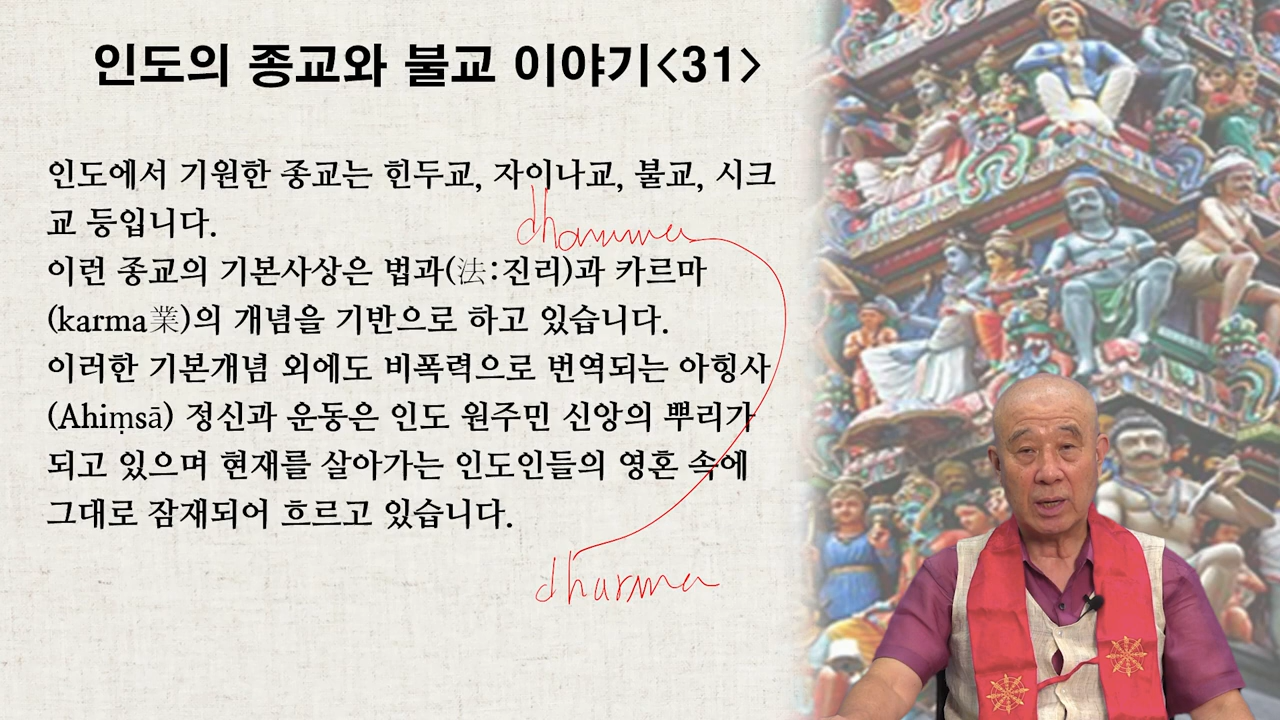 인도의 종교와 불교 이야기<31>
인도에서 기원한 종교는 힌두교, 자이나교, 불교, 시크
교 등입니다.
dhamma
이런 종교의 기본사상은 법과(法:진리)과 카르마
(karma業)의 개념을 기반으로 하고 있습니다.
이러한 기본개념 외에도 비폭력으로 번역되는 아힝사
(Ahiṃsā) 정신과 운동은 인도 원주민 신앙의 뿌리가
되고 있으며 현재를 살아가는 인도인들의 영혼 속에
그대로 잠재되어 흐르고 있습니다.
dharma